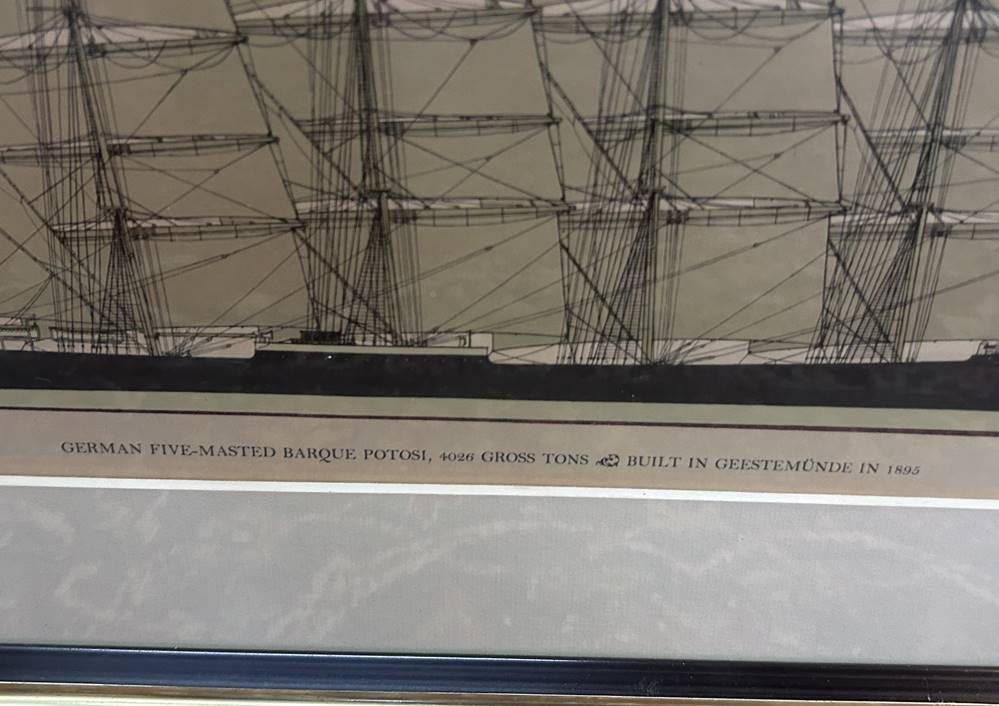 GERMAN FIVE-MASTED BARQUE POTOSI, 4026 GROSS TONS BUILT IN GEESTEMÜNDE IN 1895